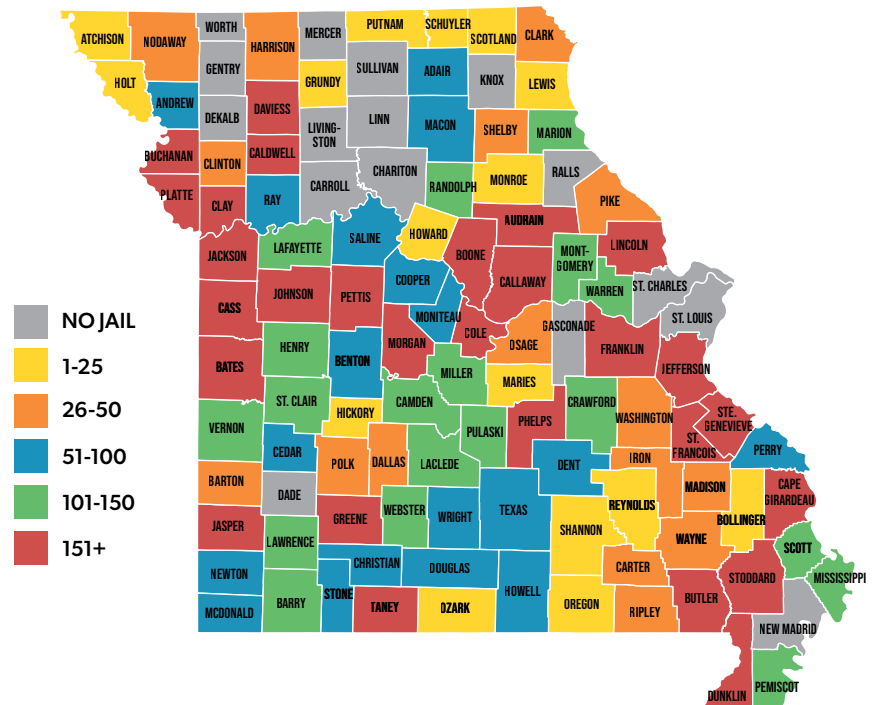 ATCHISON
NODAWAY
WORTH
HARRISON
MERCER
PUTNAM
SCHUYLER
SCOTLAND
CLARK
HOLT
ANDREW
GENTRY
DEKALB
DAVIESS
GRUNDY
SULLIVAN
ADAIR
KNOX
LEWIS
LIVING-
STON
LINN
MACON
SHELBY
MARION
BUCHANAN
CLINTON
CALDWELL
CARROLL
CHARITON
RANDOLPH
MONROE
RALLS
PIKE
PLATTE
CLAY
RAY
SALINE
HOWARD
BOONE
AUDRAIN
LINCOLN
JACKSON
LAFAYETTE
COOPER
CALLAWAY
MONT-
GOMERY
WARREN
ST. CHARLES
ST. LOUIS
CASS
JOHNSON
PETTIS
MONITEAU
COLE
OSAGE
GASCONADE
FRANKLIN
JEFFERSON
BATES
HENRY
BENTON
MORGAN
MILLER
MARIES
NO JAIL
1-25
26-50
51-100
101-150
151+
VERNON
ST. CLAIR
HICKORY
CAMDEN
PULASKI
PHELPS
CRAWFORD
WASHINGTON
ST.
FRANCOIS
STE.
GENEVIEVE
PERRY
CEDAR
POLK
DALLAS
LACLEDE
DENT
IRON
MADISON
CAPE
GIRARDEAU
BARTON
DADE
GREENE
WEBSTER
WRIGHT
TEXAS
SHANNON
REYNOLDS
WAYNE
BOLLINGER
SCOTT
MISSISSIPPI
JASPER
LAWRENCE
CHRISTIAN
DOUGLAS
HOWELL
CARTER
STODDARD
NEWTON
MCDONALD
BARRY
STONE
TANEY
OZARK
OREGON
RIPLEY
BUTLER
NEW MADRID
DUNKLIN
PEMISCOT